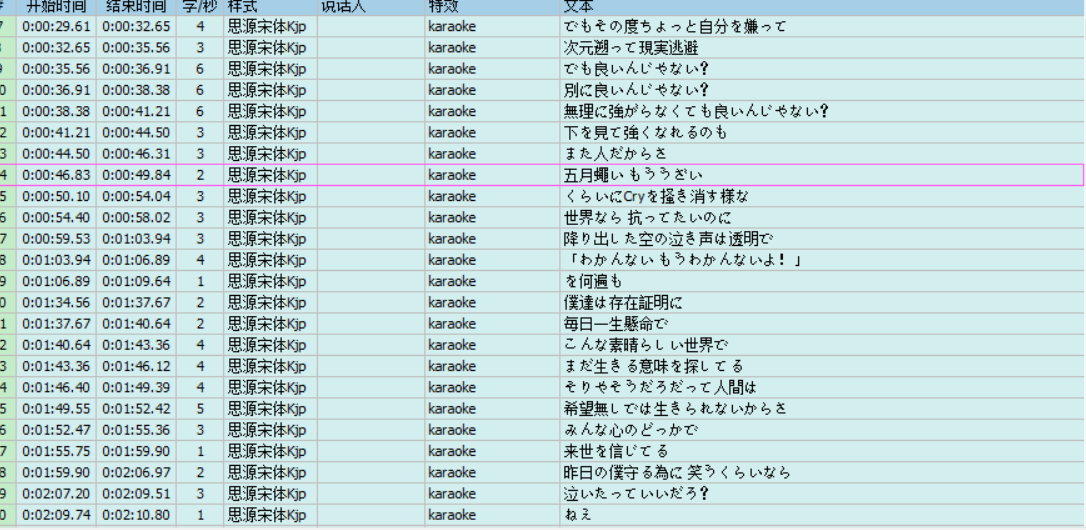 # 开始时间 结束时间 字/秒 样式 说话人 特效 文本
7 0:00:29.61 0:00:32.65 4 思源宋体Kjp karaoke でもその度ちょっと自分を嫌って
8 0:00:32.65 0:00:35.56 3 思源宋体Kjp karaoke 次元遡って現実逃避
9 0:00:35.56 0:00:36.91 6 思源宋体Kjp karaoke でも良いんじゃない?
0 0:00:36.91 0:00:38.38 6 思源宋体Kjp karaoke 別に良いんじゃない?
1 0:00:38.38 0:00:41.21 6 思源宋体Kjp karaoke 無理に強がらなくても良いんじゃない?
2 0:00:41.21 0:00:44.50 3 思源宋体Kjp karaoke 下を見て強くなれるのも
3 0:00:44.50 0:00:46.31 3 思源宋体Kjp karaoke また人だからさ
4 0:00:46.83 0:00:49.84 2 思源宋体Kjp karaoke 五月蠅い もううざい
5 0:00:50.10 0:00:54.04 3 思源宋体Kjp karaoke くらいにCryを掻き消す様な
6 0:00:54.40 0:00:58.02 3 思源宋体Kjp karaoke 世界なら 抗ってたいのに
7 0:00:59.53 0:01:03.94 3 思源宋体Kjp karaoke 降り出した空の泣き声は透明で
8 0:01:03.94 0:01:06.89 4 思源宋体Kjp karaoke 「わかんない もうわかんないよ！」
9 0:01:06.89 0:01:09.64 1 思源宋体Kjp karaoke を何遍も
0 0:01:34.56 0:01:37.67 2 思源宋体Kjp karaoke 僕達は存在証明に
1 0:01:37.67 0:01:40.64 2 思源宋体Kjp karaoke 毎日一生懸命で
2 0:01:40.64 0:01:43.36 4 思源宋体Kjp karaoke こんな素晴らしい世界で
3 0:01:43.36 0:01:46.12 4 思源宋体Kjp karaoke まだ生きる意味を探してる
4 0:01:46.40 0:01:49.39 4 思源宋体Kjp karaoke そりゃそうだろだって人間は
5 0:01:49.55 0:01:52.42 5 思源宋体Kjp karaoke 希望無しでは生きられないからさ
6 0:01:52.47 0:01:55.36 3 思源宋体Kjp karaoke みんな心のどっかで
7 0:01:55.75 0:01:59.90 1 思源宋体Kjp karaoke 来世を信じてる
8 0:01:59.90 0:02:06.97 2 思源宋体Kjp karaoke 昨日の僕守る為に 笑うくらいなら
9 0:02:07.20 0:02:09.51 3 思源宋体Kjp karaoke 泣いたっていいだろ?
0 0:02:09.74 0:02:10.80 1 思源宋体Kjp karaoke ねえ